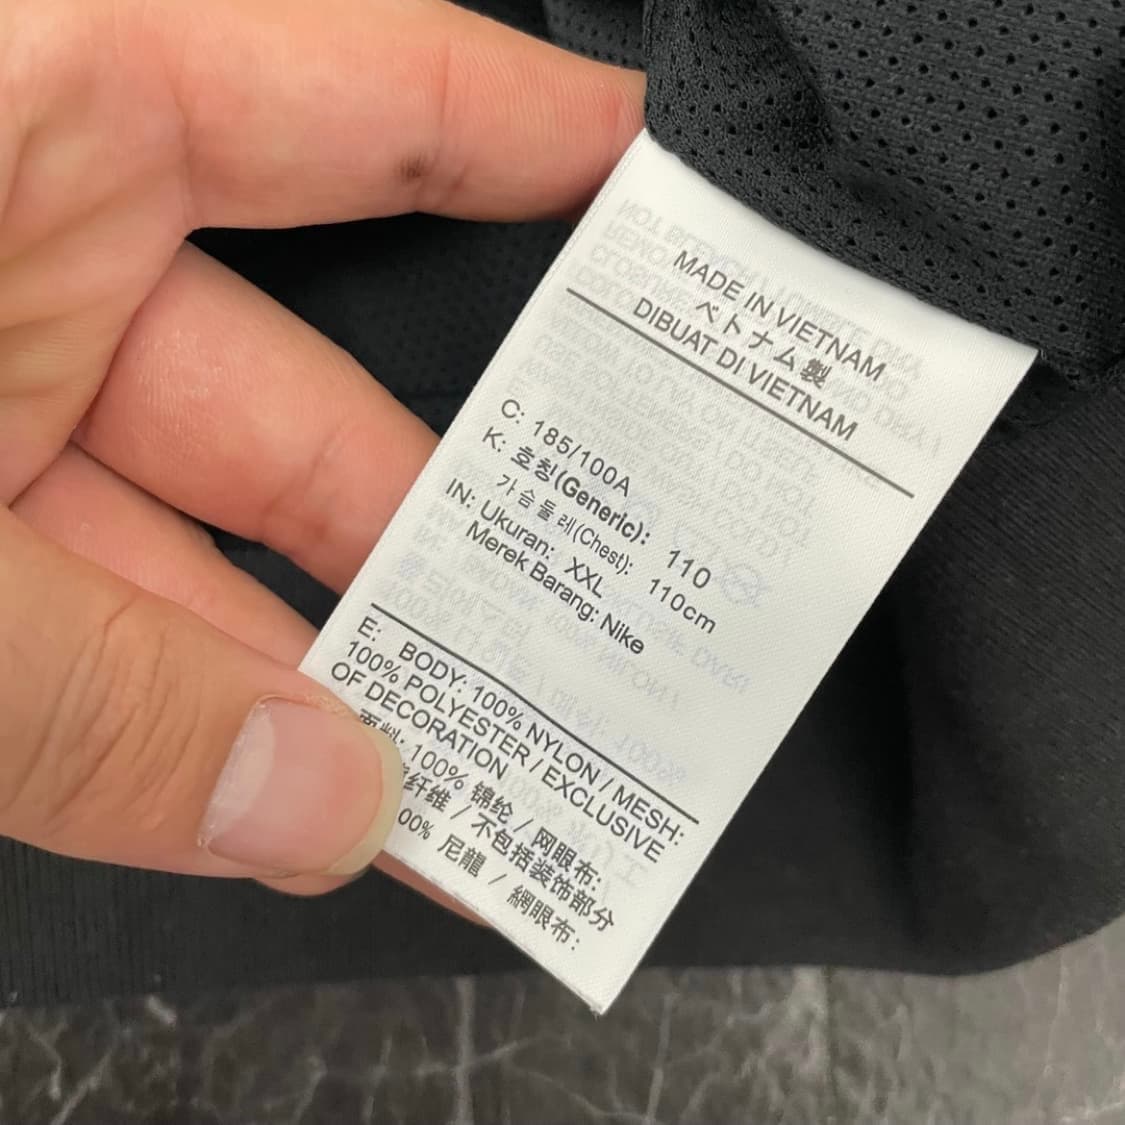 MADE IN VIETNAM
ベトナム製
DIBUAT DI VIETNAM
C: 185/100A
K: 호칭(Generic): 110
가슴둘레(Chest): 110cm
IN: Ukuran: XXL
Merek Barang: Nike
E: BODY: 100% NYLON / MESH:
100% POLYESTER / EXCLUSIVE
OF DECORATION
面料: 100% 锦纶 / 网眼布:
纤维 / 不包括装饰部分
00% 尼龍 / 網眼布: